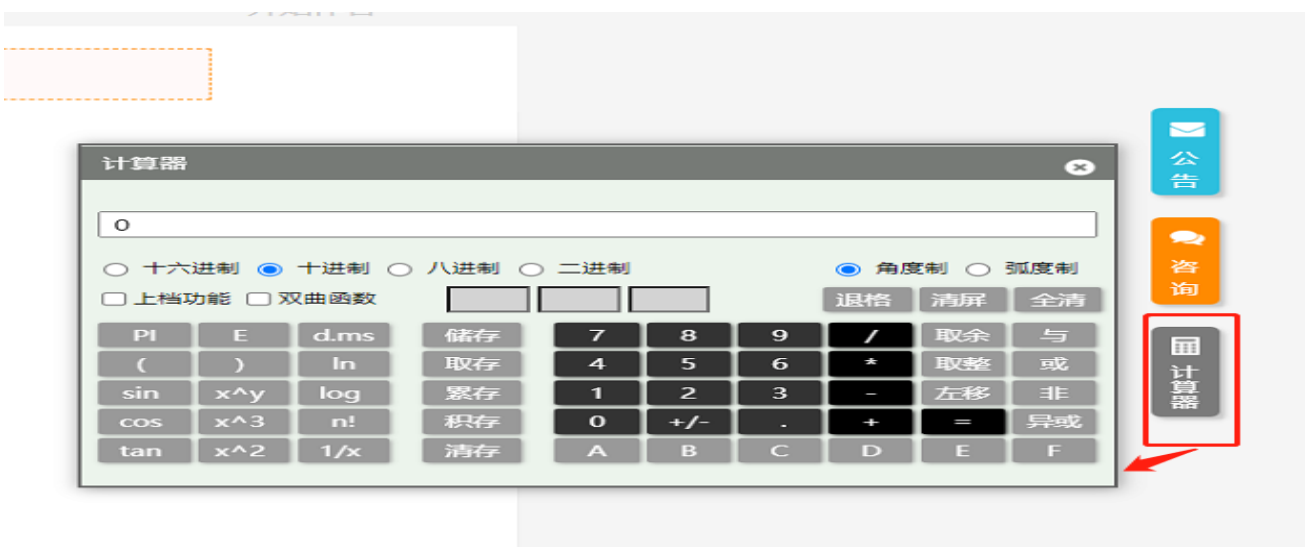 公告
计算器
0
咨询
十六进制 十进制 八进制 二进制 角度制 弧度制
上档功能 双曲函数 退格 清屏 全清
PI E d.ms 储存 7 8 9 / 取余 与
( ) ln 取存 4 5 6 * 取整 或
计算器
sin x^y log 累存 1 2 3 - 左移 非
cos x^3 n! 积存 0 +/- . + = 异或
tan x^2 1/x 清存 A B C D E F